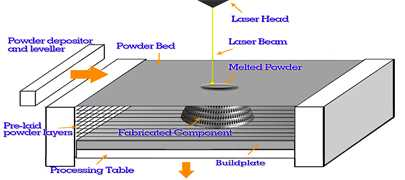 Laser Head
Powder depositor
and leveller
Powder Bed
Laser Beam
Melted Powder
Pre-laid
powder layers
Fabricated Component
Processing Table
Buildplate